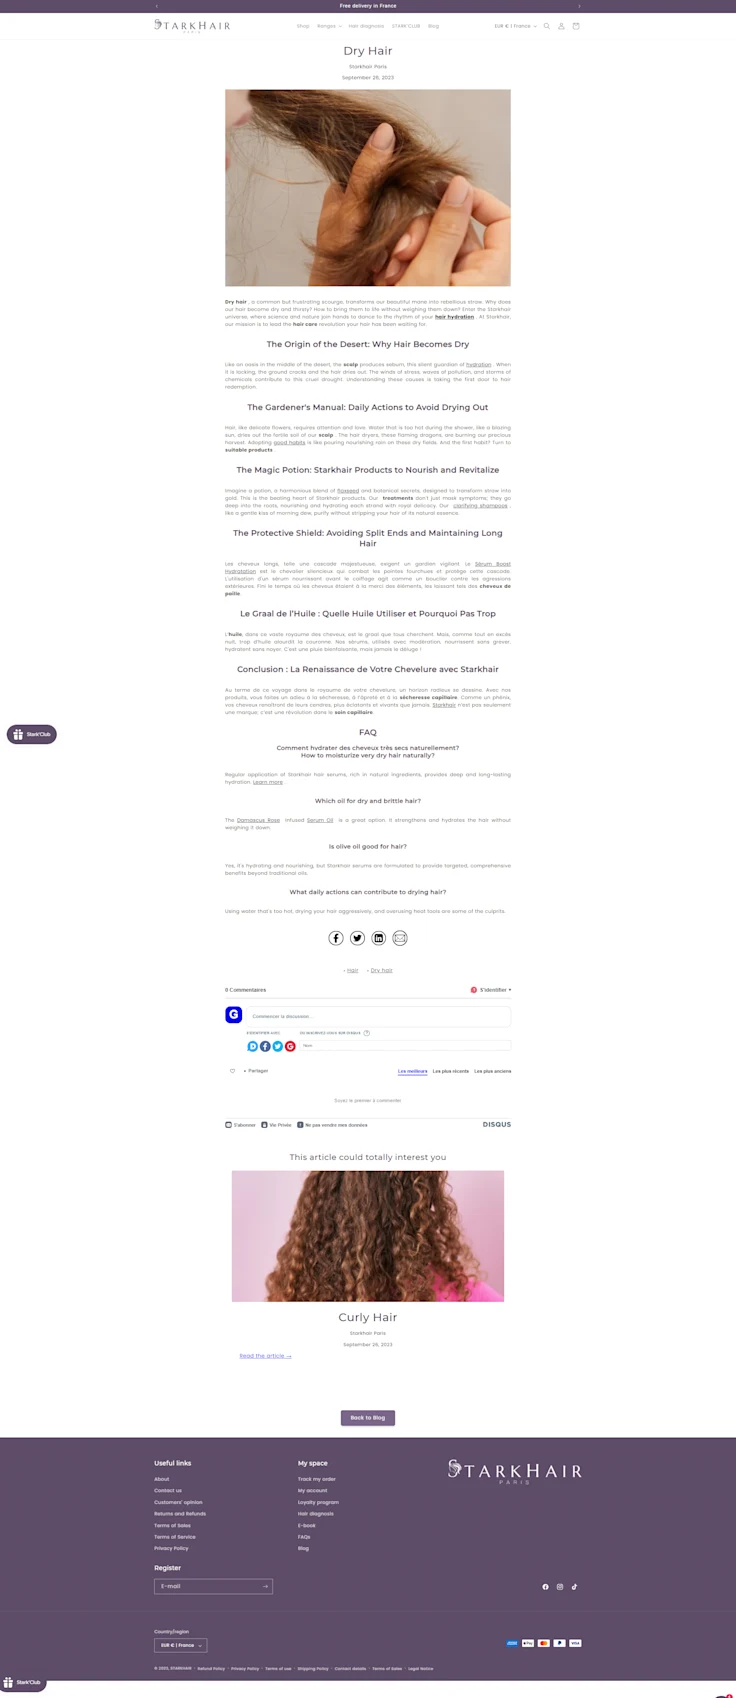 Free delivery in France
STARKHAIR
PARIS
Shop Ranges Hair diagnosis STARK'CLUB Blog
EUR € | France
Dry Hair
Starkhair Paris
September 28, 2023
Dry hair , a common but frustrating scourge, transforms our beautiful mane into rebellious straw. Why does
our hair become dry and thirsty? How to bring them to life without weighing them down? Enter the Starkhair
universe, where science and nature join hands to dance to the rhythm of your hair hydration . At Starkhair,
our mission is to lead the hair care revolution your hair has been waiting for.
The Origin of the Desert: Why Hair Becomes Dry
Like an oasis in the middle of the desert, the scalp produces sebum, this silent guardian of hydration . When
it is lacking, the ground cracks and the hair dries out. The winds of stress, waves of pollution, and storms of
chemicals contribute to this cruel drought. Understanding these causes is taking the first door to hair
redemption.
The Gardener's Manual: Daily Actions to Avoid Drying Out
Hair, like delicate flowers, requires attention and love. Water that is too hot during the shower, like a blazing
sun, dries out the fertile soil of our scalp . The hair dryers, these flaming dragons, are burning our precious
harvest. Adopting good habits is like pouring nourishing rain on these dry fields. And the first habit? Turn to
suitable products .
The Magic Potion: Starkhair Products to Nourish and Revitalize
Imagine a potion, a harmonious blend of flaxseed and botanical secrets, designed to transform straw into
gold. This is the beating heart of Starkhair products. Our treatments don't just mask symptoms; they go
deep into the roots, nourishing and hydrating each strand with royal delicacy. Our clarifying shampoos ,
like a gentle kiss of morning dew, purify without stripping your hair of its natural essence.
The Protective Shield: Avoiding Split Ends and Maintaining Long
Hair
Les cheveux longs, telle une cascade majestueuse, exigent un gardien vigilant. Le Sérum Boost
Hydratation est le chevalier silencieux qui combat les pointes fourchues et protège cette cascade.
L'utilisation d'un sérum nourrissant avant le coiffage agit comme un bouclier contre les agressions
extérieures. Fini le temps où les cheveux étaient à la merci des éléments, les laissant tels des cheveux de
paille.
Le Graal de l'Huile : Quelle Huile Utiliser et Pourquoi Pas Trop
L'huile, dans ce vaste royaume des cheveux, est le graal que tous cherchent. Mais, comme tout en excès
nuit, trop d'huile alourdit la couronne. Nos sérums, utilisés avec modération, nourrissent sans grever,
hydratent sans noyer. C'est une pluie bienfaisante, mais jamais le déluge !
Conclusion : La Renaissance de Votre Chevelure avec Starkhair
Au terme de ce voyage dans le royaume de votre chevelure, un horizon radieux se dessine. Avec nos
produits, vous faites un adieu à la sécheresse, à l'âpreté et à la sécheresse capillaire. Comme un phénix,
vos cheveux renaîtront de leurs cendres, plus éclatants et vivants que jamais. Starkhair n'est pas seulement
une marque; c'est une révolution dans le soin capillaire.
Stark'Club
FAQ
Comment hydrater des cheveux très secs naturellement?
How to moisturize very dry hair naturally?
Regular application of Starkhair hair serums, rich in natural ingredients, provides deep and long-lasting
hydration. Learn more .
Which oil for dry and brittle hair?
The Damascus Rose Infused Serum Oil is a great option. It strengthens and hydrates the hair without
weighing it down.
Is olive oil good for hair?
Yes, it's hydrating and nourishing, but Starkhair serums are formulated to provide targeted, comprehensive
benefits beyond traditional oils.
What daily actions can contribute to drying hair?
Using water that's too hot, drying your hair aggressively, and overusing heat tools are some of the culprits.
Hair Dry hair
0 Commentaires
S'identifier
G Commencer la discussion...
S'IDENTIFIER AVEC OU INSCRIVEZ-VOUS SUR DISQUS ?
Nom
Partager
Les meilleurs Les plus récents Les plus anciens
Soyez le premier à commenter.
S'abonner Vie Privée Ne pas vendre mes données
DISQUS
This article could totally interest you
Curly Hair
Starkhair Paris
September 26, 2023
Read the article →
Back to Blog
Useful links
About
Contact us
Customers' opinion
Returns and Refunds
Terms of Sales
Terms of Service
Privacy Policy
My space
Track my order
My account
Loyalty program
Hair diagnosis
E-book
FAQs
Blog
STARKHAIR
PARIS
Register
E-mail
Country/region
EUR € | France
© 2023, STARKHAIR · Refund Policy · Privacy Policy · Terms of use · Shipping Policy · Contact details · Terms of Sales · Legal Notice
Stark'Club